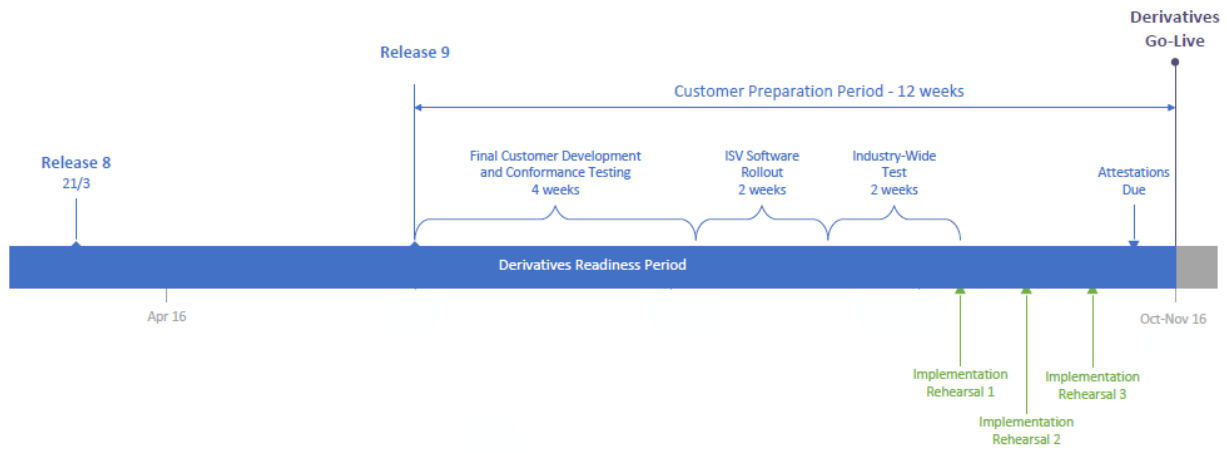 Derivatives
Go-Live
Release 9
Customer Preparation Period - 12 weeks
Release 8
21/3
Final Customer Development
and Conformance Testing
4 weeks
ISV Software
Rollout
2 weeks
Industry-Wide
Test
2 weeks
Attestations
Due
Derivatives Readiness Period
Apr 16
Oct-Nov 16
Implementation
Rehearsal 1
Implementation
Rehearsal 2
Implementation
Rehearsal 3